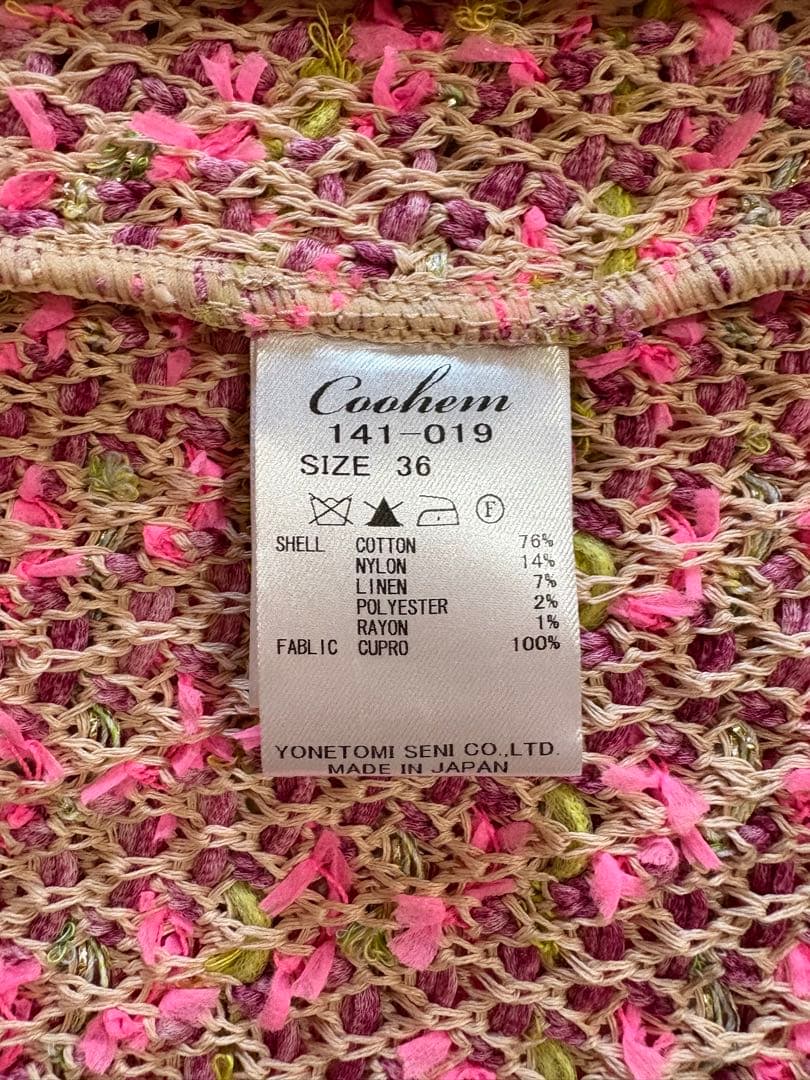 Coohem
141-019
SIZE 36
F
SHELL COTTON 76%
NYLON 14%
LINEN 7%
POLYESTER 2%
RAYON 1%
FABLIC CUPRO 100%
YONETOMI SENI CO.,LTD.
MADE IN JAPAN